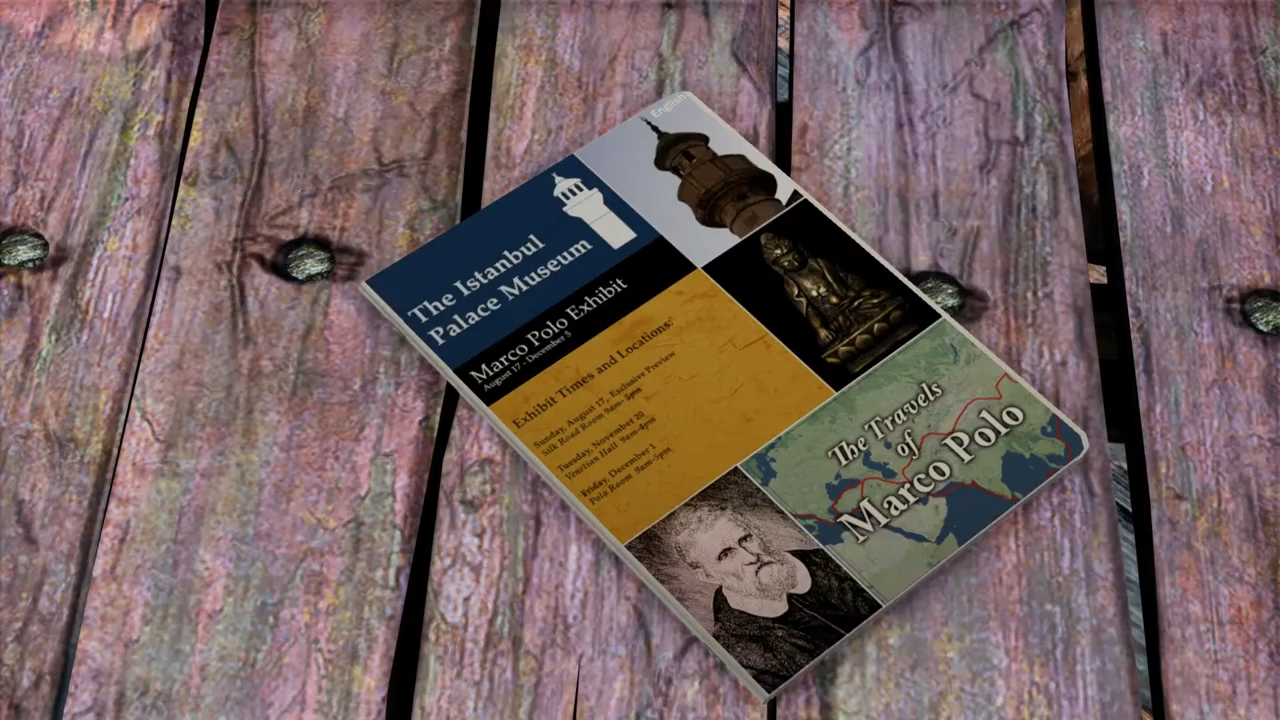 English
The Istanbul
Palace Museum
Marco Polo Exhibit
August 17 - December 5
Exhibit Times and Locations:
Sunday, August 17, Exclusive Preview
Silk Road Room 9am- 5pm
Tuesday, November 20
Venetian Hall 9am-4pm
Friday, December 1
Polo Room 9am-5pm
The Travels
of
Marco Polo